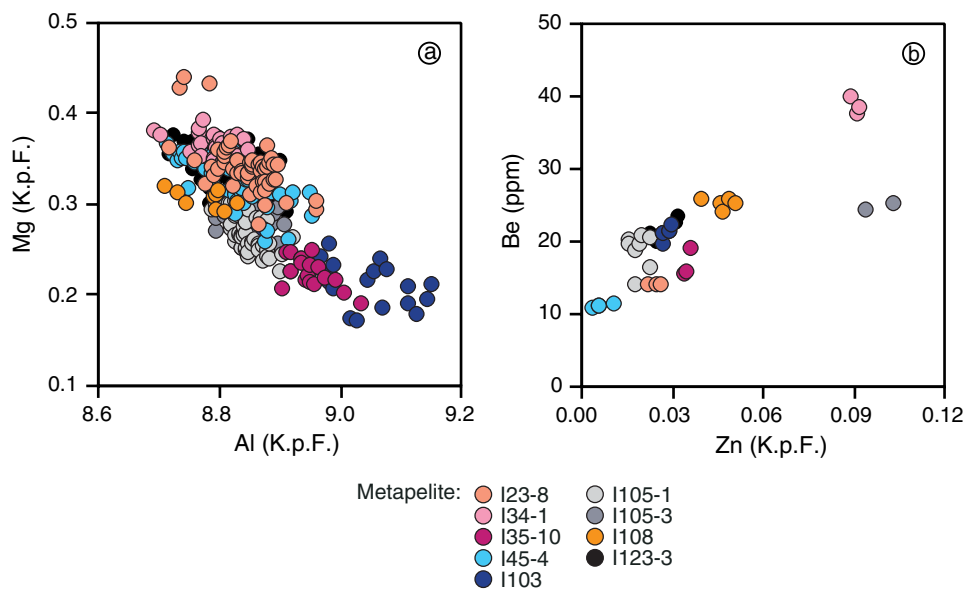 0.5
0.4
0.3
0.2
0.1
8.6
8.8
9.0
9.2
Mg (K.p.F.)
Al (K.p.F.)
a
50
40
30
20
10
0
0.00
0.03
0.06
0.09
0.12
Be (ppm)
Zn (K.p.F.)
b
Metapelite:
I23-8
I34-1
I35-10
I45-4
I103
I105-1
I105-3
I108
I123-3